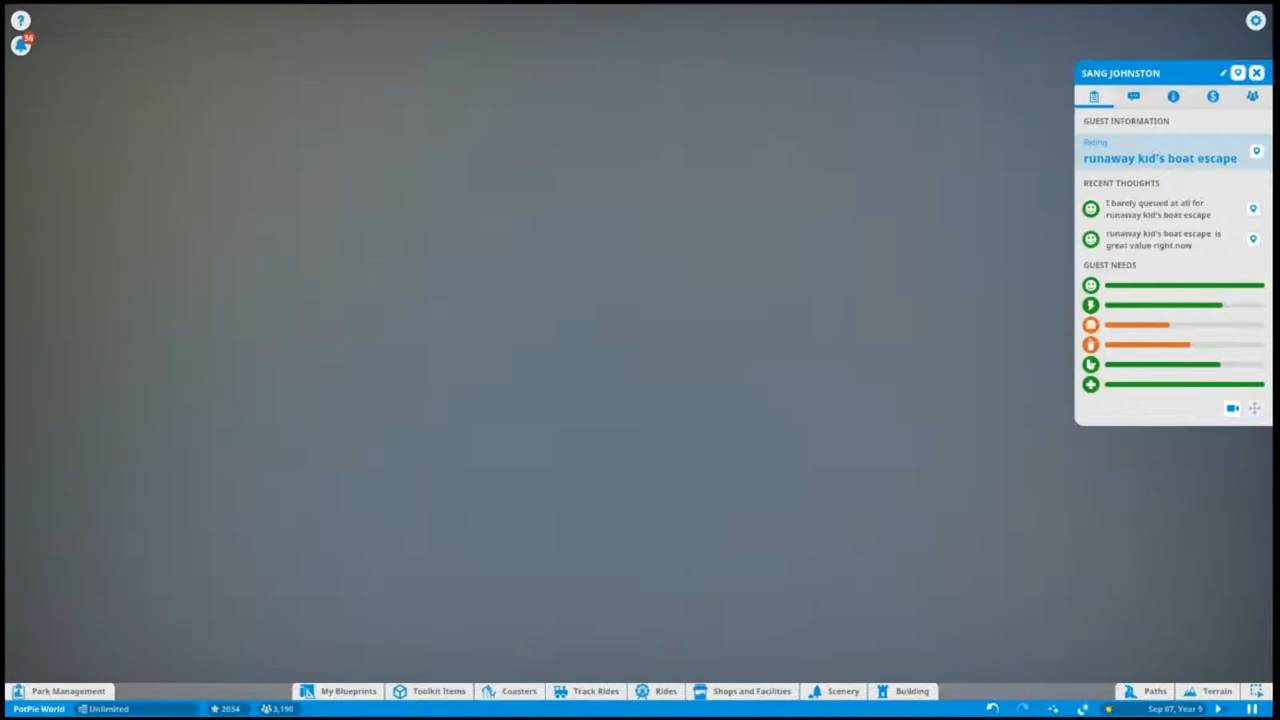 ?
36
SANG JOHNSTON
GUEST INFORMATION
Riding
runaway kid's boat escape
RECENT THOUGHTS
I barely queued at all for
runaway kid's boat escape
runaway kid's boat escape is
great value right now
GUEST NEEDS
Park Management
My Blueprints
Toolkit Items
Coasters
Track Rides
Rides
Shops and Facilities
Scenery
Building
Paths
Terrain
PotPie World
Unlimited
2034
3,190
Sep 07, Year 9